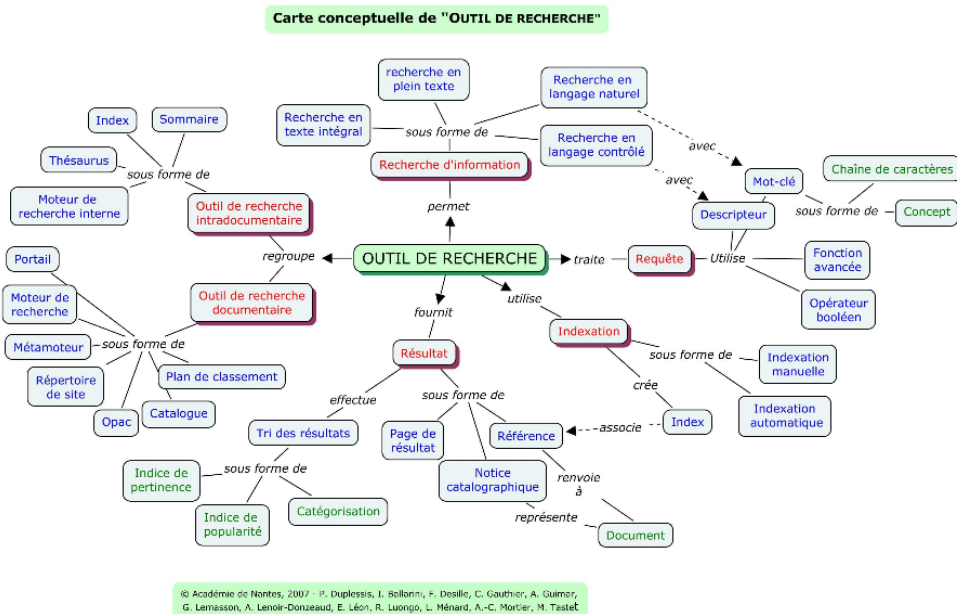 Carte conceptuelle de "OUTIL DE RECHERCHE"
recherche en
plein texte
Recherche en
langage naturel
Recherche en
texte intégral
sous forme de
Recherche en
langage contrôlé
Recherche d'information
permet
avec
avec
Mot-clé
Chaîne de caractères
sous forme de
Concept
Descripteur
Index
Sommaire
Thésaurus
sous forme de
Moteur de
recherche interne
Outil de recherche
intradocumentaire
regroupe
OUTIL DE RECHERCHE
traite
Requête
Utilise
Fonction
avancée
Opérateur
booléen
Portail
Moteur de
recherche
Outil de recherche
documentaire
Métamoteur
sous forme de
Répertoire
de site
Plan de classement
Opac
Catalogue
fournit
utilise
Résultat
Indexation
sous forme de
Indexation
manuelle
Indexation
automatique
crée
Index
associe
effectue
sous forme de
Tri des résultats
Page de
résultat
Référence
Notice
catalographique
renvoie
à
représente
Document
sous forme de
Indice de
pertinence
Indice de
popularité
Catégorisation
© Académie de Nantes, 2007 - P. Duplessis, I. Ballarini, F. Desille, C. Gauthier, A. Guimar,
G. Lemasson, A. Lenoir-Donzeaud, E. Léon, R. Luongo, L. Ménard, A.-C. Mortier, M. Tastet